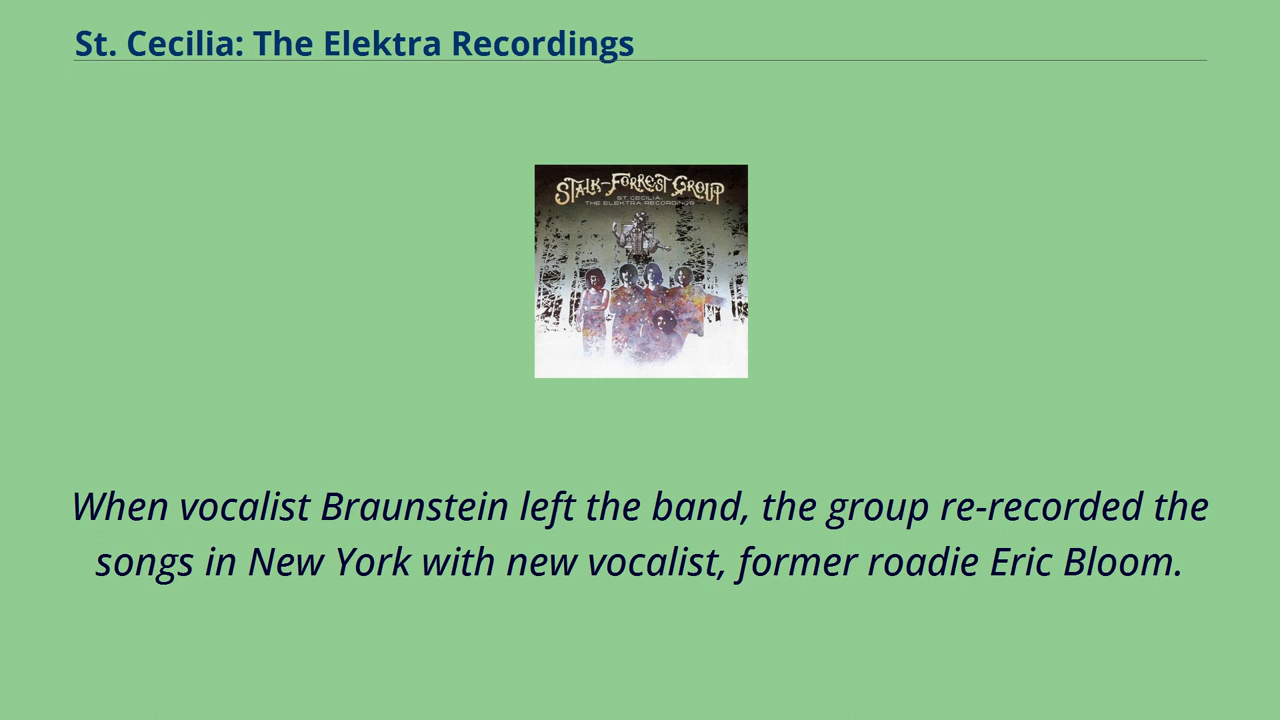 St. Cecilia: The Elektra Recordings
STALK-FORREST GROUP
ST. CECILIA:
THE ELEKTRA RECORDINGS
When vocalist Braunstein left the band, the group re-recorded the
songs in New York with new vocalist, former roadie Eric Bloom.